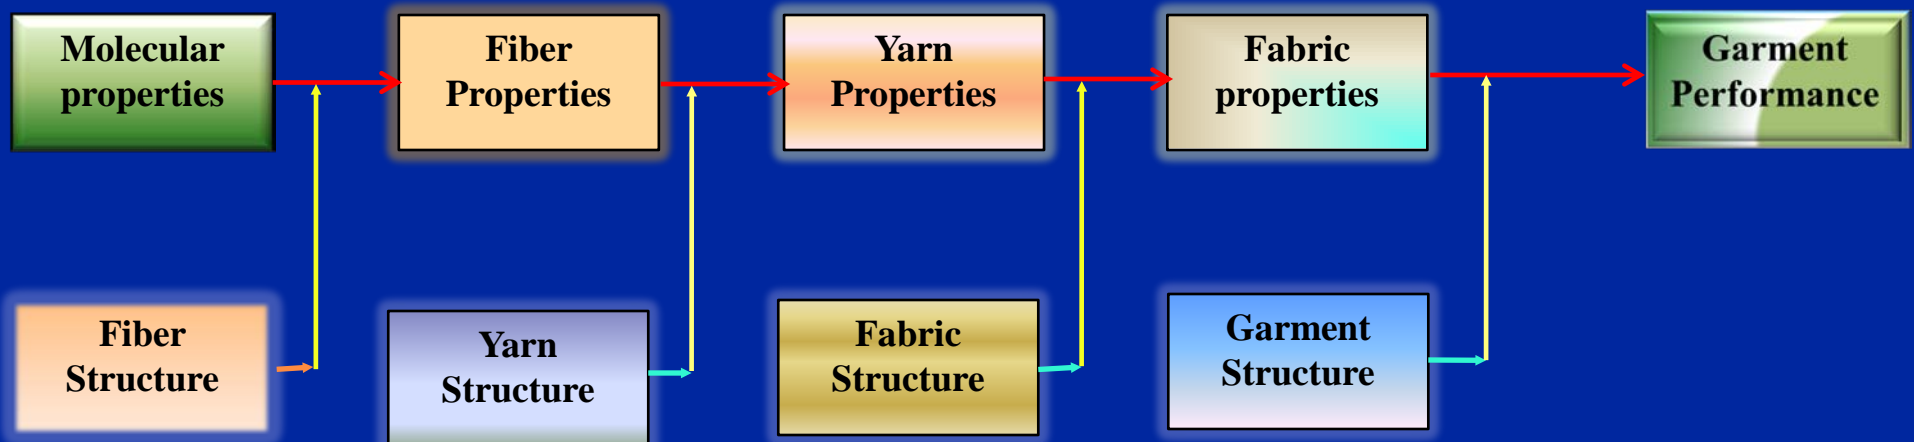 Molecular
properties
Fiber
Properties
Yarn
Properties
Fabric
properties
Garment
Performance
Fiber
Structure
Yarn
Structure
Fabric
Structure
Garment
Structure